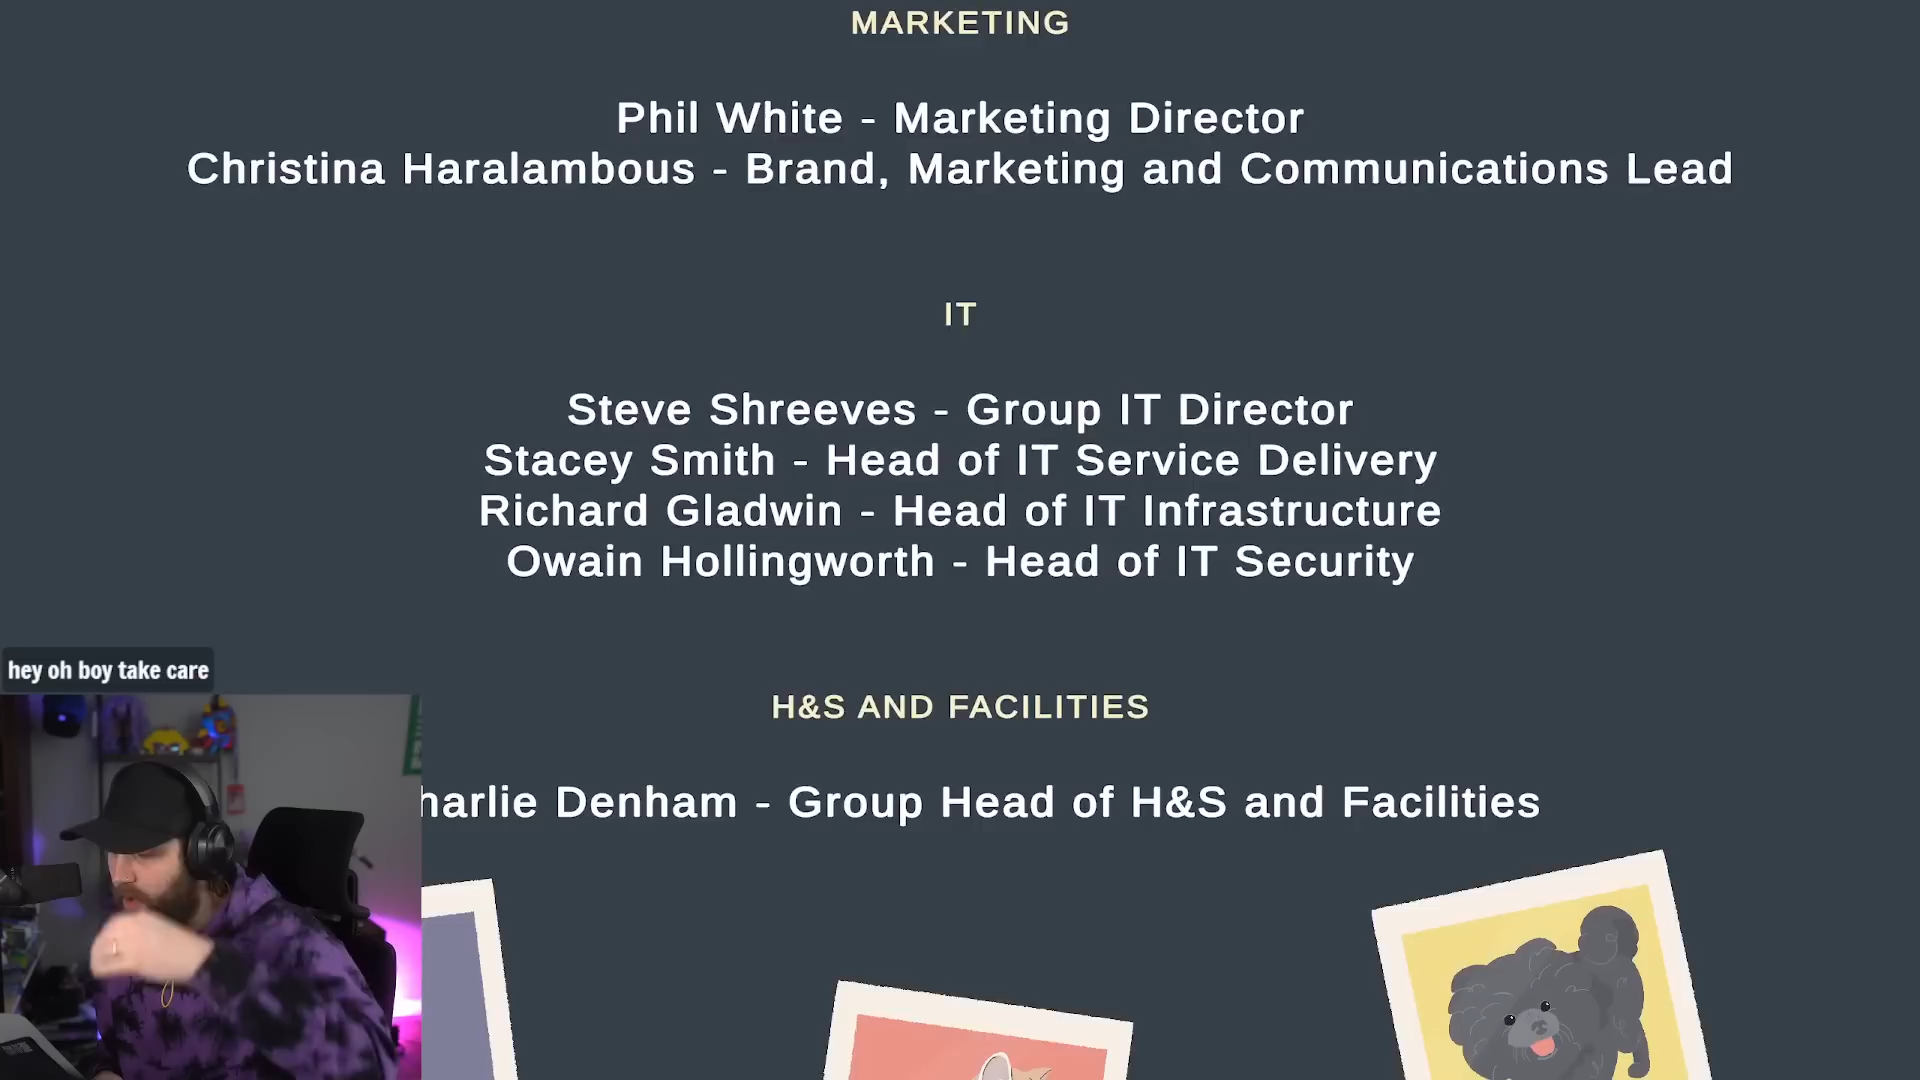 MARKETING
Phil White - Marketing Director
Christina Haralambous - Brand, Marketing and Communications Lead
IT
Steve Shreeves - Group IT Director
Stacey Smith - Head of IT Service Delivery
Richard Gladwin - Head of IT Infrastructure
Owain Hollingworth - Head of IT Security
hey oh boy take care
H&S AND FACILITIES
harlie Denham - Group Head of H&S and Facilities